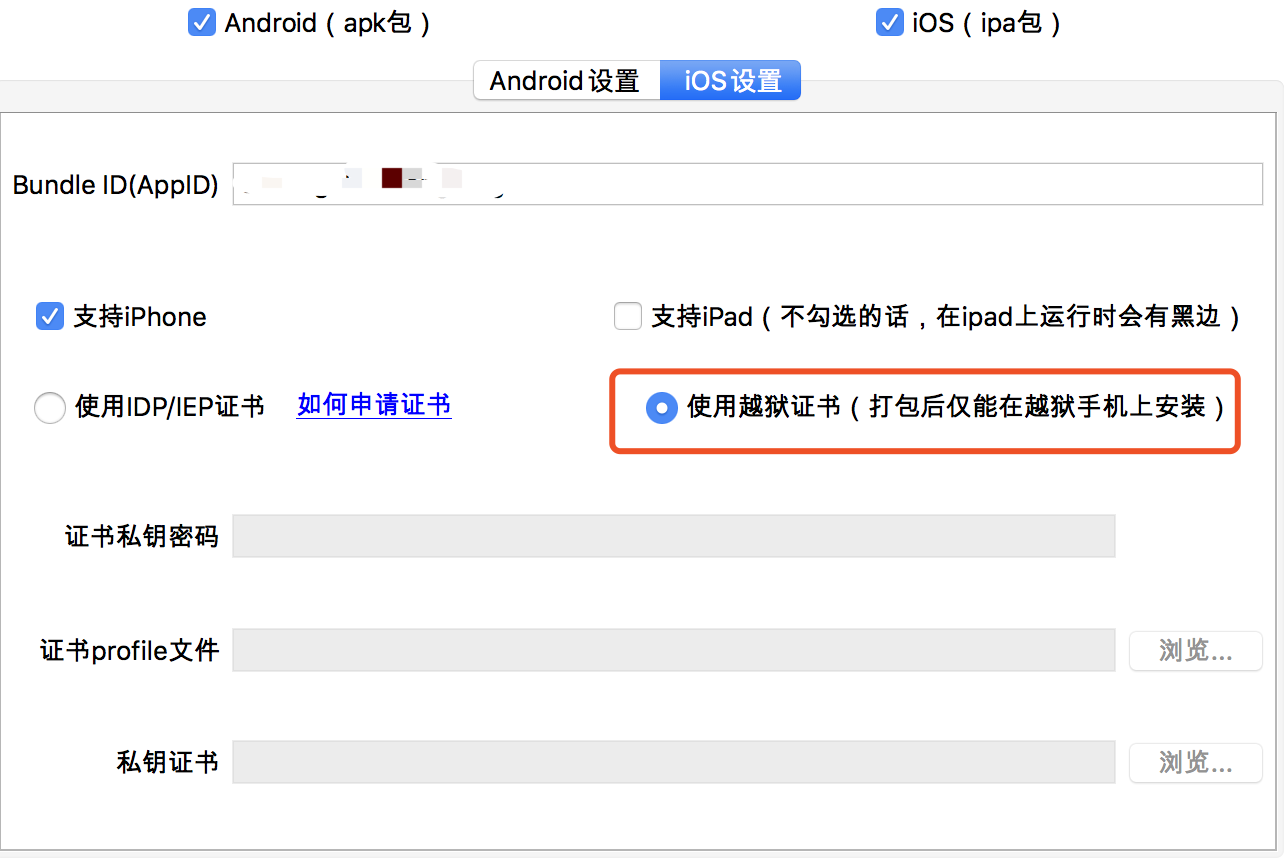 Android（apk包）
iOS（ipa包）
Android设置
iOS设置
Bundle ID(AppID)
支持iPhone
支持iPad（不勾选的话，在ipad上运行时会有黑边）
使用IDP/IEP证书
如何申请证书
使用越狱证书（打包后仅能在越狱手机上安装）
证书私钥密码
证书profile文件
浏览...
私钥证书
浏览...